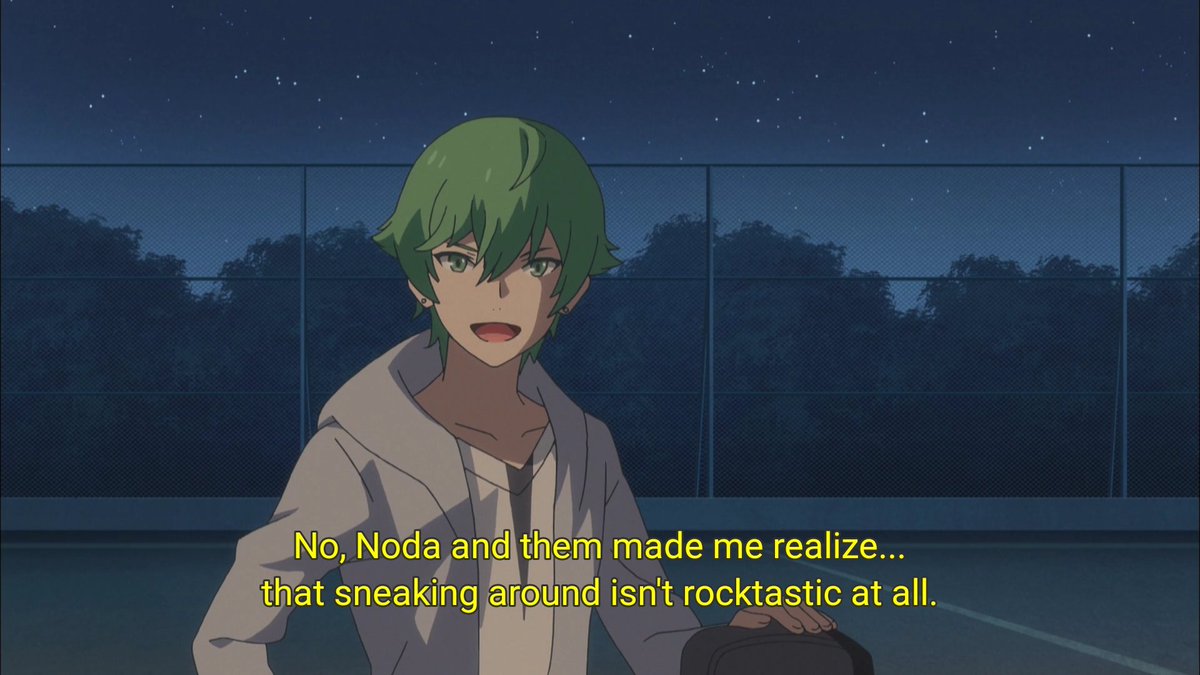 No, Noda and them made me realize...
that sneaking around isn't rocktastic at all.